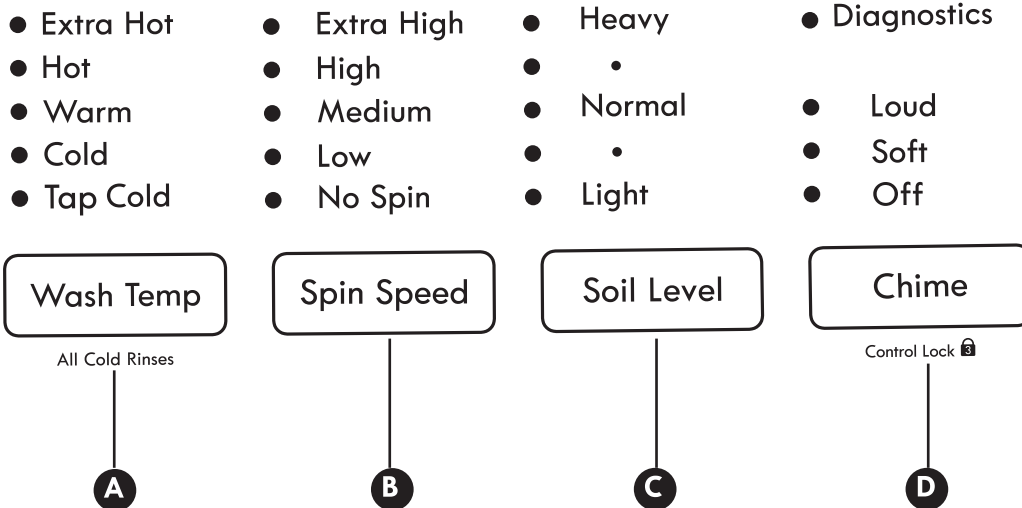 Extra Hot
Hot
Warm
Cold
Tap Cold
Wash Temp
All Cold Rinses
A
Extra High
High
Medium
Low
No Spin
Spin Speed
B
Heavy
•
Normal
•
Light
Soil Level
C
Diagnostics
Loud
Soft
Off
Chime
Control Lock 3
D